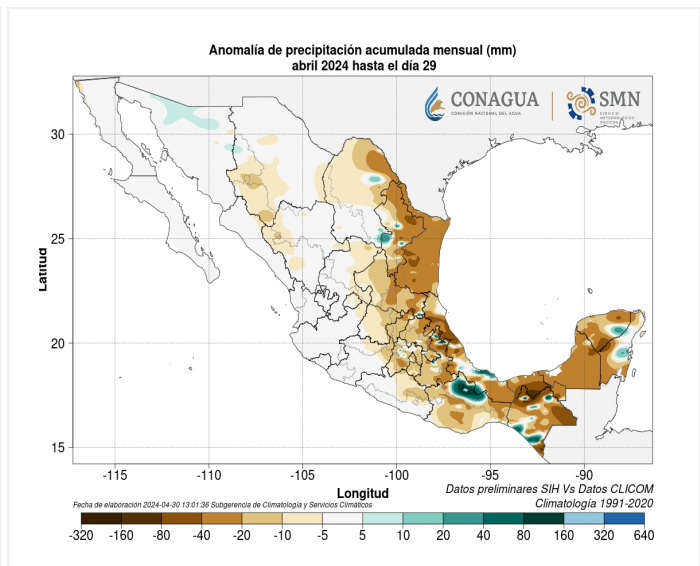 Anomalía de precipitación acumulada mensual (mm)
abril 2024 hasta el día 29
CONAGUA
COMISIÓN NACIONAL DEL AGUA
SMN
SERVICIO
METEOROLÓGICO
NACIONAL
30
25
20
15
Latitud
-115 -110 -105 -100 -95 -90
Longitud
Datos preliminares SIH Vs Datos CLICOM
Climatología 1991-2020
Fecha de elaboración 2024-04-30 13:01:36 Subgerencia de Climatología y Servicios Climáticos
-320 -160 -80 -40 -20 -10 -5 5 10 20 40 80 160 320 640